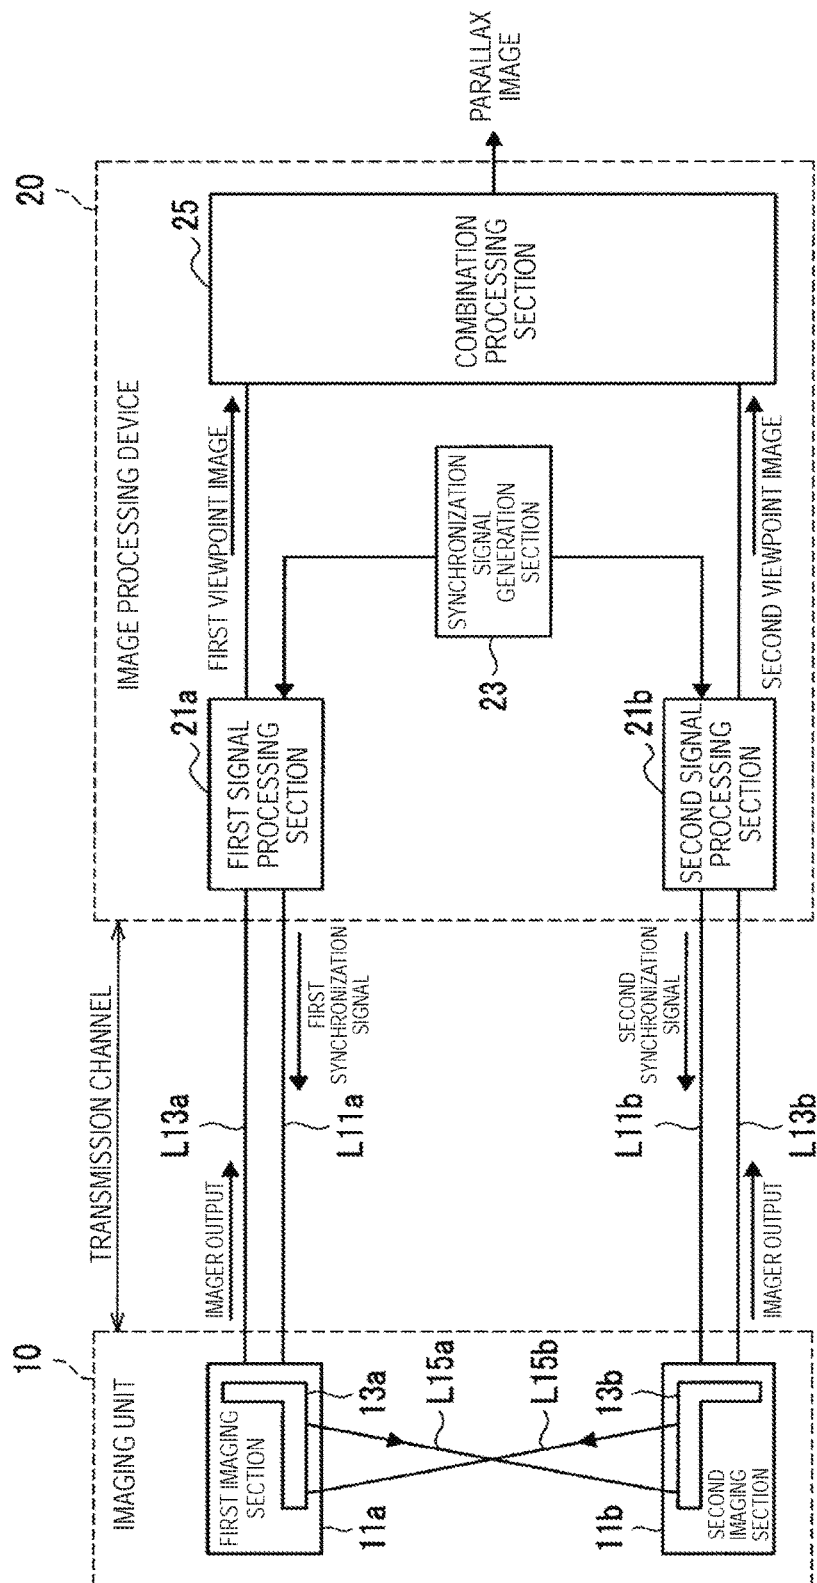 10
IMAGING UNIT
FIRST IMAGING
SECTION
11a
13a
L15a
L15b
13b
11b
SECOND
IMAGING
SECTION
TRANSMISSION CHANNEL
IMAGER OUTPUT
L13a
L11a
FIRST
SYNCHRONIZATION
SIGNAL
SECOND
SYNCHRONIZATION
SIGNAL
L11b
L13b
IMAGER OUTPUT
20
IMAGE PROCESSING DEVICE
21a
FIRST SIGNAL
PROCESSING
SECTION
FIRST VIEWPOINT IMAGE
SYNCHRONIZATION
SIGNAL
GENERATION
SECTION
23
21b
SECOND SIGNAL
PROCESSING
SECTION
SECOND VIEWPOINT IMAGE
25
COMBINATION
PROCESSING
SECTION
PARALLAX
IMAGE